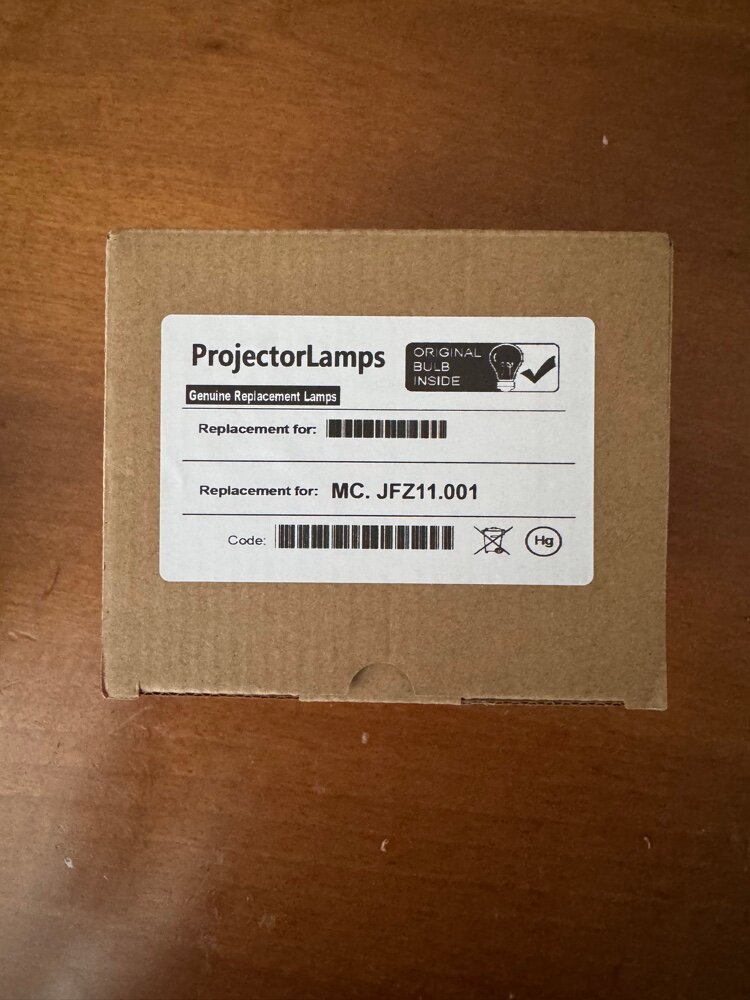 ProjectorLamps
ORIGINAL
BULB
INSIDE
Genuine Replacement Lamps
Replacement for:
Replacement for: MC. JFZ11.001
Code:
Hg